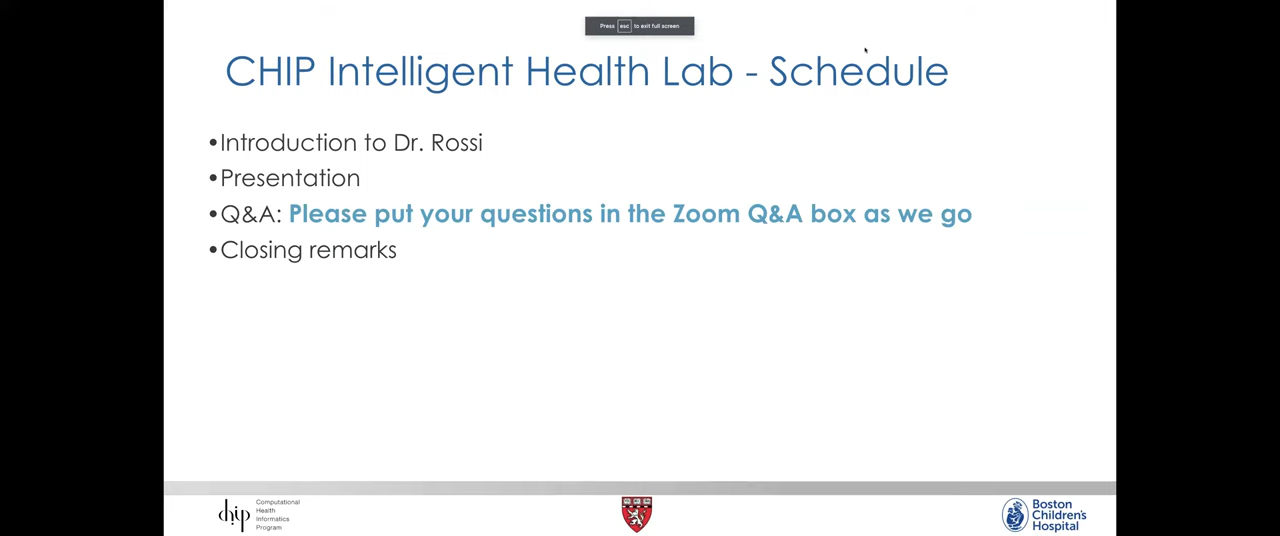 Press esc to exit full screen
CHIP Intelligent Health Lab - Schedule
•Introduction to Dr. Rossi
•Presentation
•Q&A: Please put your questions in the Zoom Q&A box as we go
•Closing remarks
chip
Computational
Health
Informatics
Program
Boston
Children's
Hospital